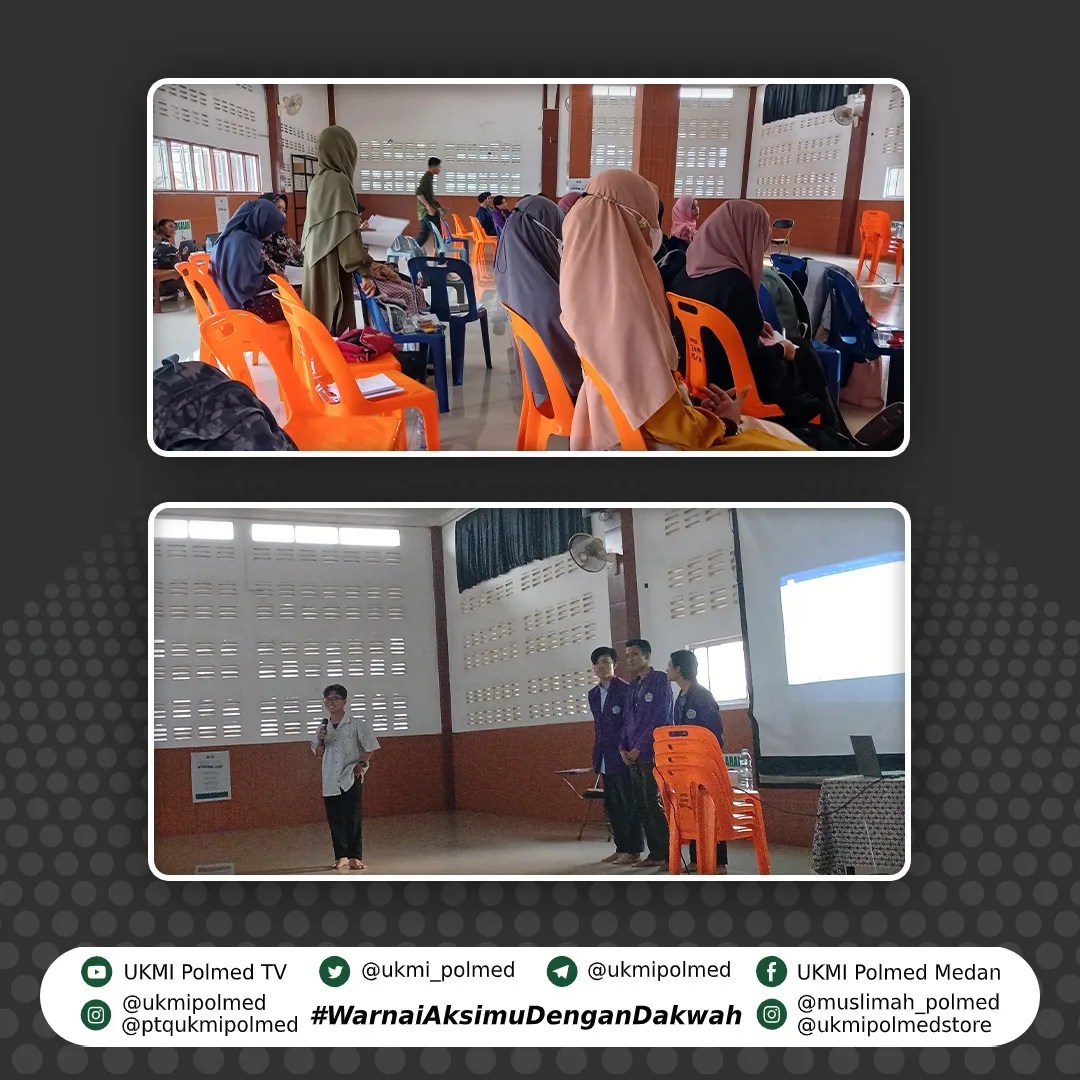 UKMI Polmed TV
@ukmi_polmed
@ukmipolmed
UKMI Polmed Medan
@ukmipolmed
@ptqukmipolmed
#WarnaiAksimuDenganDakwah
@muslimah_polmed
@ukmipolmedstore